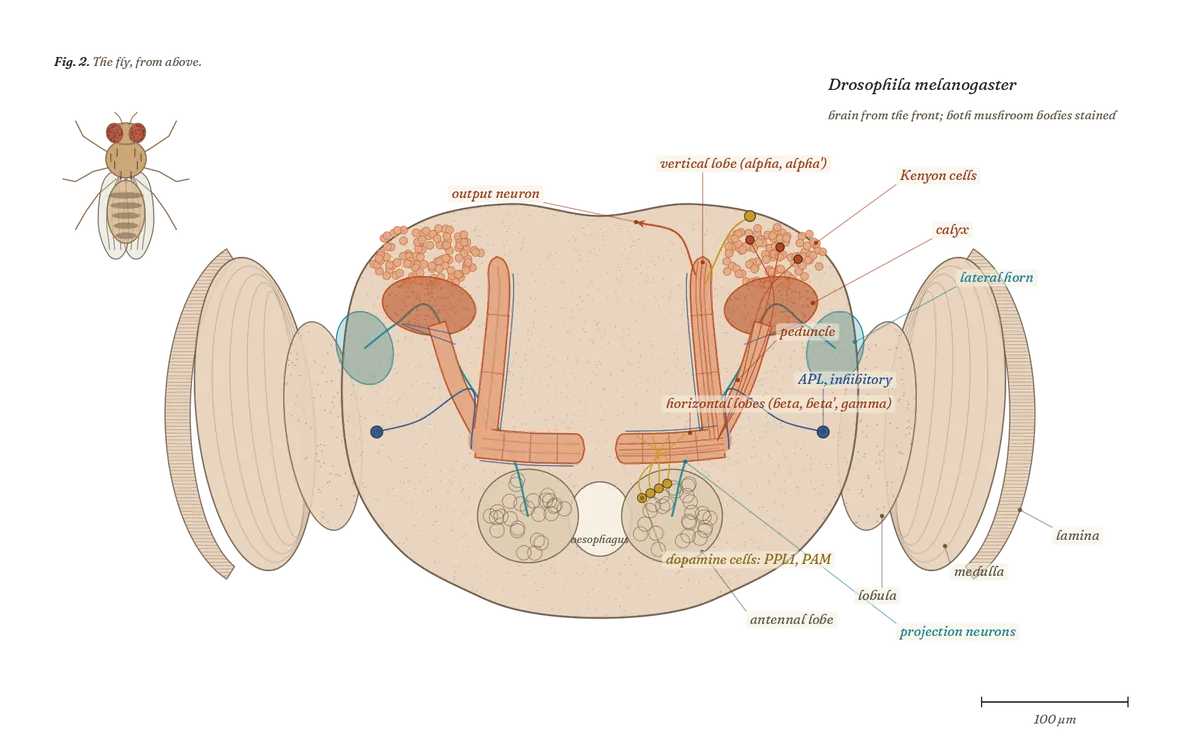 Fig. 2. The fly, from above.
Drosophila melanogaster
brain from the front; both mushroom bodies stained
vertical lobe (alpha, alpha')
Kenyon cells
output neuron
calyx
lateral horn
peduncle
APL, inhibitory
horizontal lobes (beta, beta', gamma)
oesophagus
lamina
dopamine cells: PPL1, PAM
medulla
lobula
antennal lobe
projection neurons
100 µm